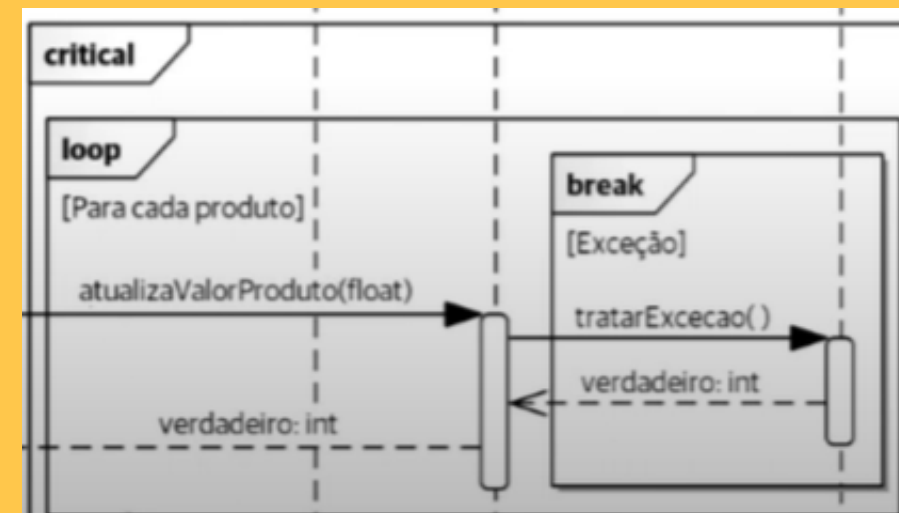 critical
loop
[Para cada produto]
break
[Exceção]
atualizaValorProduto(float)
tratarExcecao( )
verdadeiro: int
verdadeiro: int